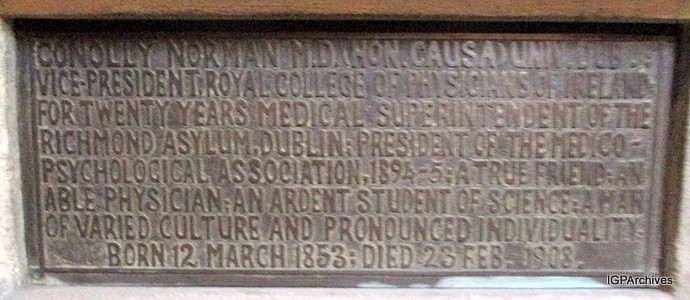 CONOLLY NORMAN M.D. (HON. CAUSA) UNIV. DUB.:
VICE-PRESIDENT, ROYAL COLLEGE OF PHYSICIANS OF IRELAND
FOR TWENTY YEARS MEDICAL SUPERINTENDENT OF THE
RICHMOND ASYLUM, DUBLIN: PRESIDENT OF THE MEDICO-
PSYCHOLOGICAL ASSOCIATION, 1894-5: A TRUE FRIEND: AN
ABLE PHYSICIAN: AN ARDENT STUDENT OF SCIENCE: A MAN
OF VARIED CULTURE AND PRONOUNCED INDIVIDUALITY.
BORN 12 MARCH 1853: DIED 23 FEB. 1908.
IGPArchives